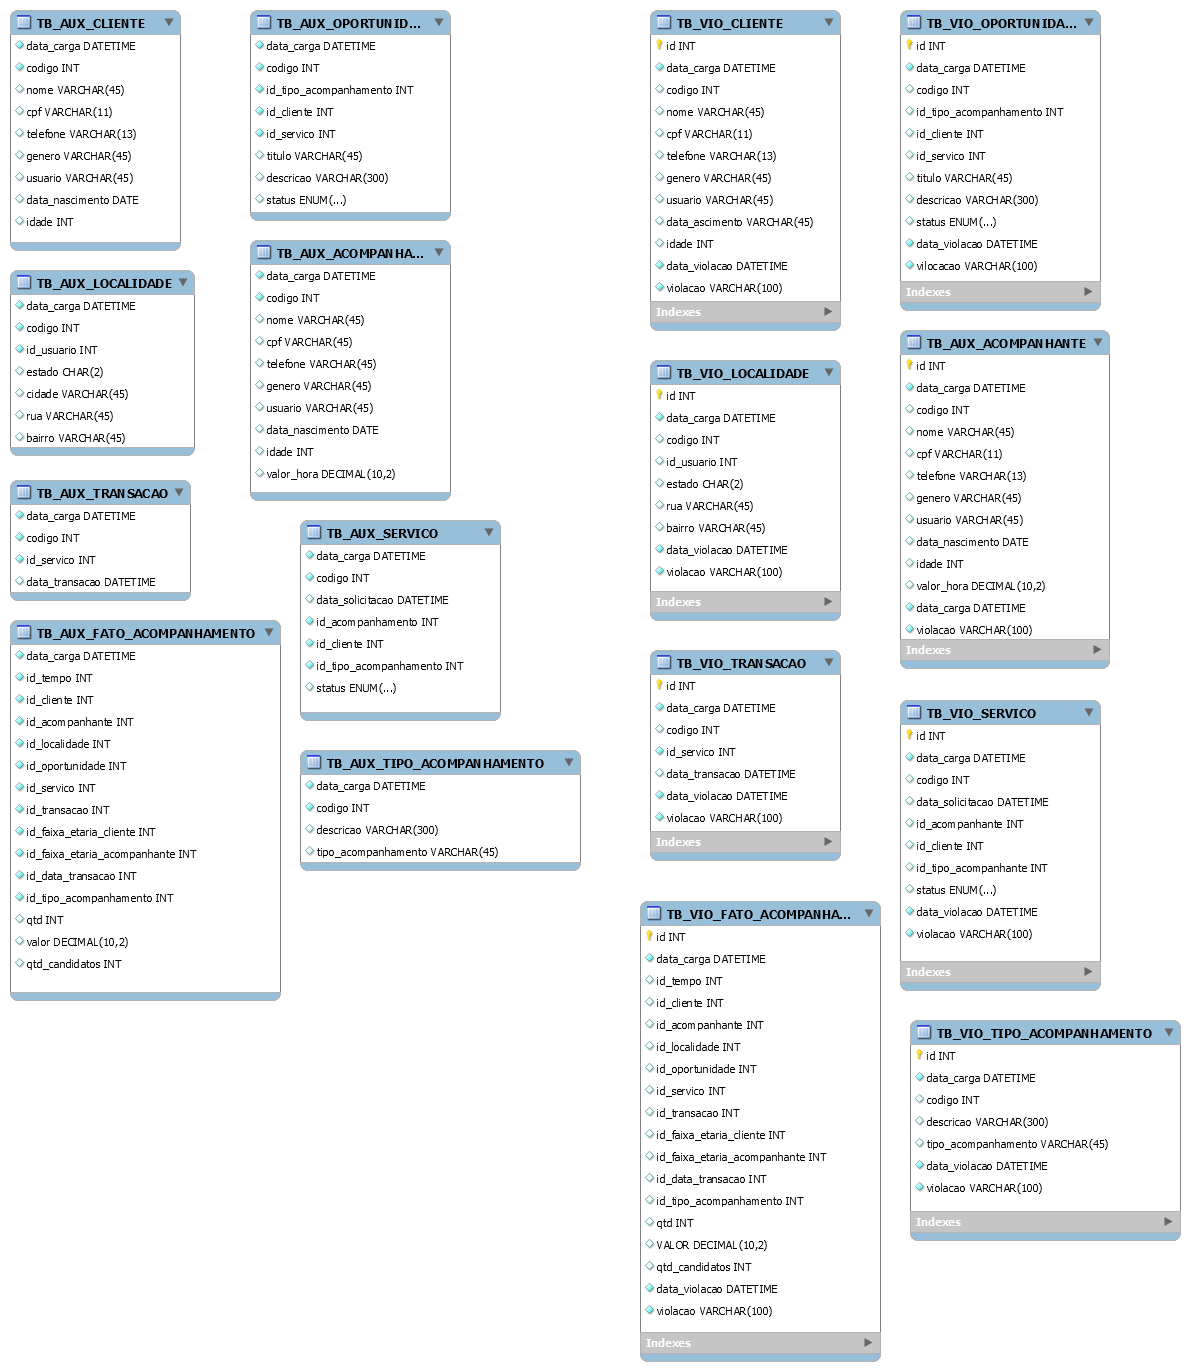 TB_AUX_CLIENTE
data_carga DATETIME
codigo INT
nome VARCHAR(45)
cpf VARCHAR(11)
telefone VARCHAR(13)
genero VARCHAR(45)
usuario VARCHAR(45)
data_nascimento DATE
idade INT
TB_AUX_LOCALIDADE
data_carga DATETIME
codigo INT
id_usuario INT
estado CHAR(2)
cidade VARCHAR(45)
rua VARCHAR(45)
bairro VARCHAR(45)
TB_AUX_TRANSACAO
data_carga DATETIME
codigo INT
id_servico INT
data_transacao DATETIME
TB_AUX_FATO_ACOMPANHAMENTO
data_carga DATETIME
id_tempo INT
id_cliente INT
id_acompanhante INT
id_localidade INT
id_oportunidade INT
id_servico INT
id_transacao INT
id_faixa_etaria_cliente INT
id_faixa_etaria_acompanhante INT
id_data_transacao INT
id_tipo_acompanhamento INT
qtd INT
valor DECIMAL(10,2)
qtd_candidatos INT
TB_AUX_OPORTUNID...
data_carga DATETIME
codigo INT
id_tipo_acompanhamento INT
id_cliente INT
id_servico INT
titulo VARCHAR(45)
descricao VARCHAR(300)
status ENUM(...)
TB_AUX_ACOMPANHA...
data_carga DATETIME
codigo INT
nome VARCHAR(45)
cpf VARCHAR(45)
telefone VARCHAR(45)
genero VARCHAR(45)
usuario VARCHAR(45)
data_nascimento DATE
idade INT
valor_hora DECIMAL(10,2)
TB_AUX_SERVICO
data_carga DATETIME
codigo INT
data_solicitacao DATETIME
id_acompanhamento INT
id_cliente INT
id_tipo_acompanhamento INT
status ENUM(...)
TB_AUX_TIPO_ACOMPANHAMENTO
data_carga DATETIME
codigo INT
descricao VARCHAR(300)
tipo_acompanhamento VARCHAR(45)
TB_VIO_CLIENTE
id INT
data_carga DATETIME
codigo INT
nome VARCHAR(45)
cpf VARCHAR(11)
telefone VARCHAR(13)
genero VARCHAR(45)
usuario VARCHAR(45)
data_ascimento VARCHAR(45)
idade INT
data_violacao DATETIME
violacao VARCHAR(100)
Indexes
TB_VIO_LOCALIDADE
id INT
data_carga DATETIME
codigo INT
id_usuario INT
estado CHAR(2)
rua VARCHAR(45)
bairro VARCHAR(45)
data_violacao DATETIME
violacao VARCHAR(100)
Indexes
TB_VIO_TRANSACAO
id INT
data_carga DATETIME
codigo INT
id_servico INT
data_transacao DATETIME
data_violacao DATETIME
violacao VARCHAR(100)
Indexes
TB_VIO_FATO_ACOMPANHA...
id INT
data_carga DATETIME
id_tempo INT
id_cliente INT
id_acompanhante INT
id_localidade INT
id_oportunidade INT
id_servico INT
id_transacao INT
id_faixa_etaria_cliente INT
id_faixa_etaria_acompanhante INT
id_data_transacao INT
id_tipo_acompanhamento INT
qtd INT
VALOR DECIMAL(10,2)
qtd_candidatos INT
data_violacao DATETIME
violacao VARCHAR(100)
Indexes
TB_VIO_OPORTUNIDA...
id INT
data_carga DATETIME
codigo INT
id_tipo_acompanhamento INT
id_cliente INT
id_servico INT
titulo VARCHAR(45)
descricao VARCHAR(300)
status ENUM(...)
data_violacao DATETIME
vilocacao VARCHAR(100)
Indexes
TB_AUX_ACOMPANHANTE
id INT
data_carga DATETIME
codigo INT
nome VARCHAR(45)
cpf VARCHAR(11)
telefone VARCHAR(13)
genero VARCHAR(45)
usuario VARCHAR(45)
data_nascimento DATE
idade INT
valor_hora DECIMAL(10,2)
data_carga DATETIME
violacao VARCHAR(100)
Indexes
TB_VIO_SERVICO
id INT
data_carga DATETIME
codigo INT
data_solicitacao DATETIME
id_acompanhante INT
id_cliente INT
id_tipo_acompanhante INT
status ENUM(...)
data_violacao DATETIME
violacao VARCHAR(100)
Indexes
TB_VIO_TIPO_ACOMPANHAMENTO
id INT
data_carga DATETIME
codigo INT
descricao VARCHAR(300)
tipo_acompanhamento VARCHAR(45)
data_violacao DATETIME
violacao VARCHAR(100)
Indexes